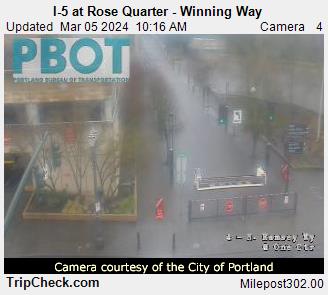 I-5 at Rose Quarter - Winning Way
Updated Mar 05 2024 10:16 AM Camera 4
PBOT
PORTLAND BUREAU OF TRANSPORTATION
Camera courtesy of the City of Portland
TripCheck.com Milepost302.00